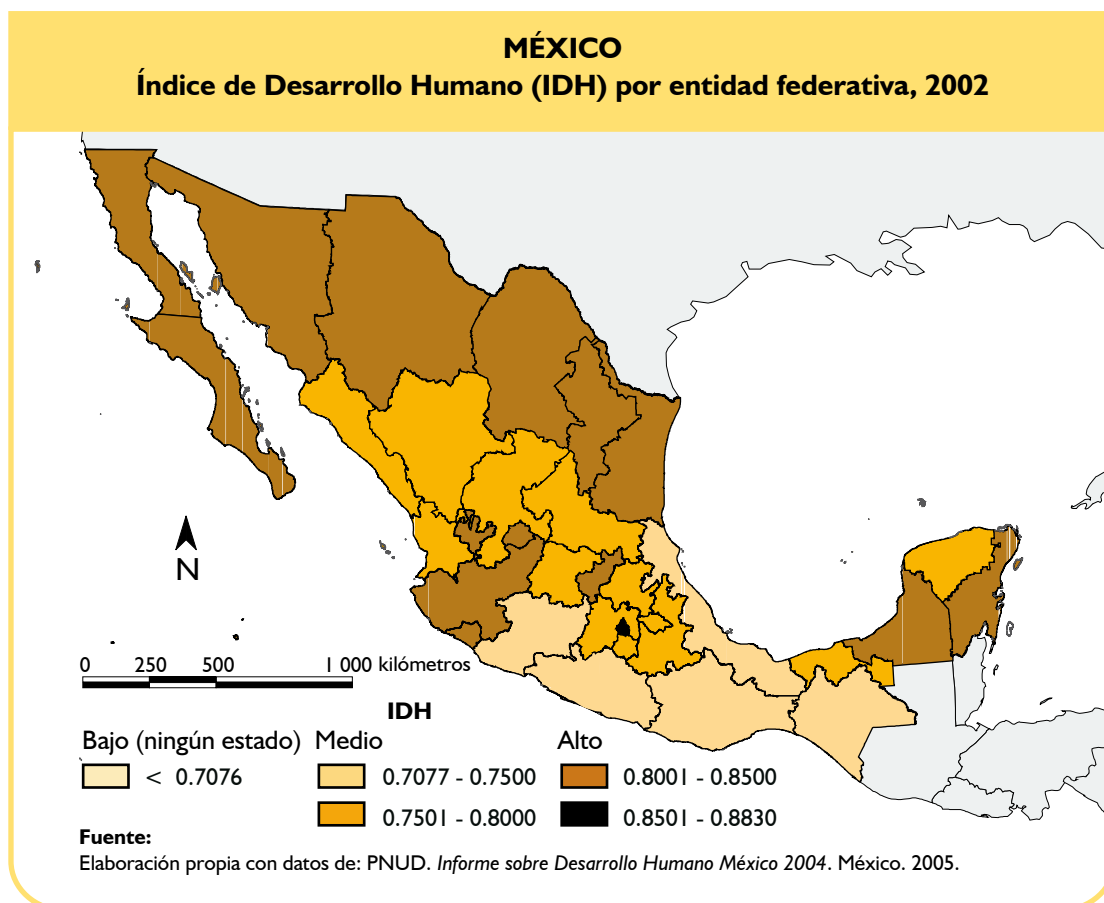 MÉXICO
Índice de Desarrollo Humano (IDH) por entidad federativa, 2002
N
0 250 500 1 000 kilómetros
IDH
Bajo (ningún estado) Medio Alto
< 0.7076 0.7077 - 0.7500 0.8001 - 0.8500
0.7501 - 0.8000 0.8501 - 0.8830
Fuente:
Elaboración propia con datos de: PNUD. Informe sobre Desarrollo Humano México 2004. México. 2005.